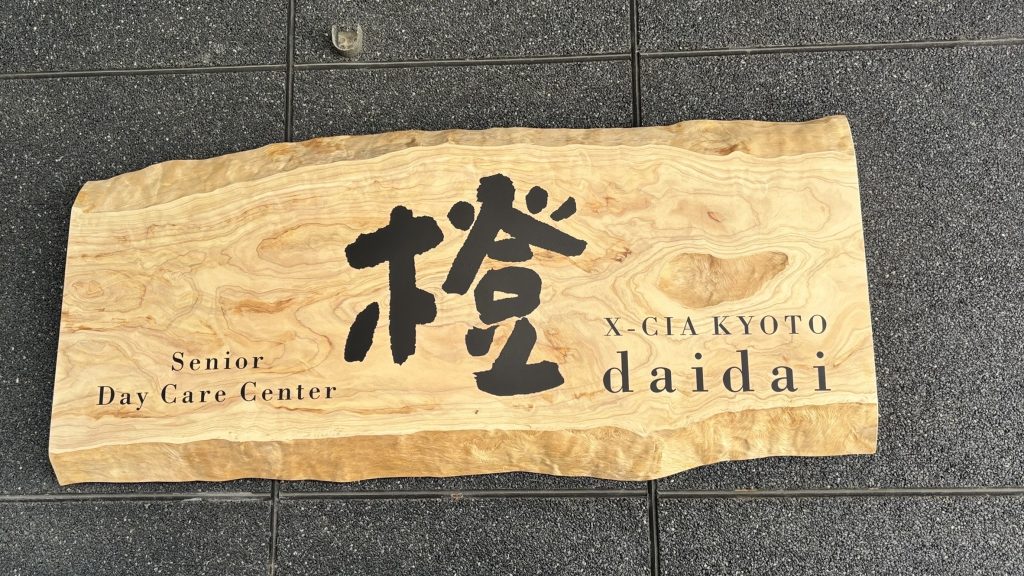 Senior
Day Care Center
橙
X-CIA KYOTO
daidai